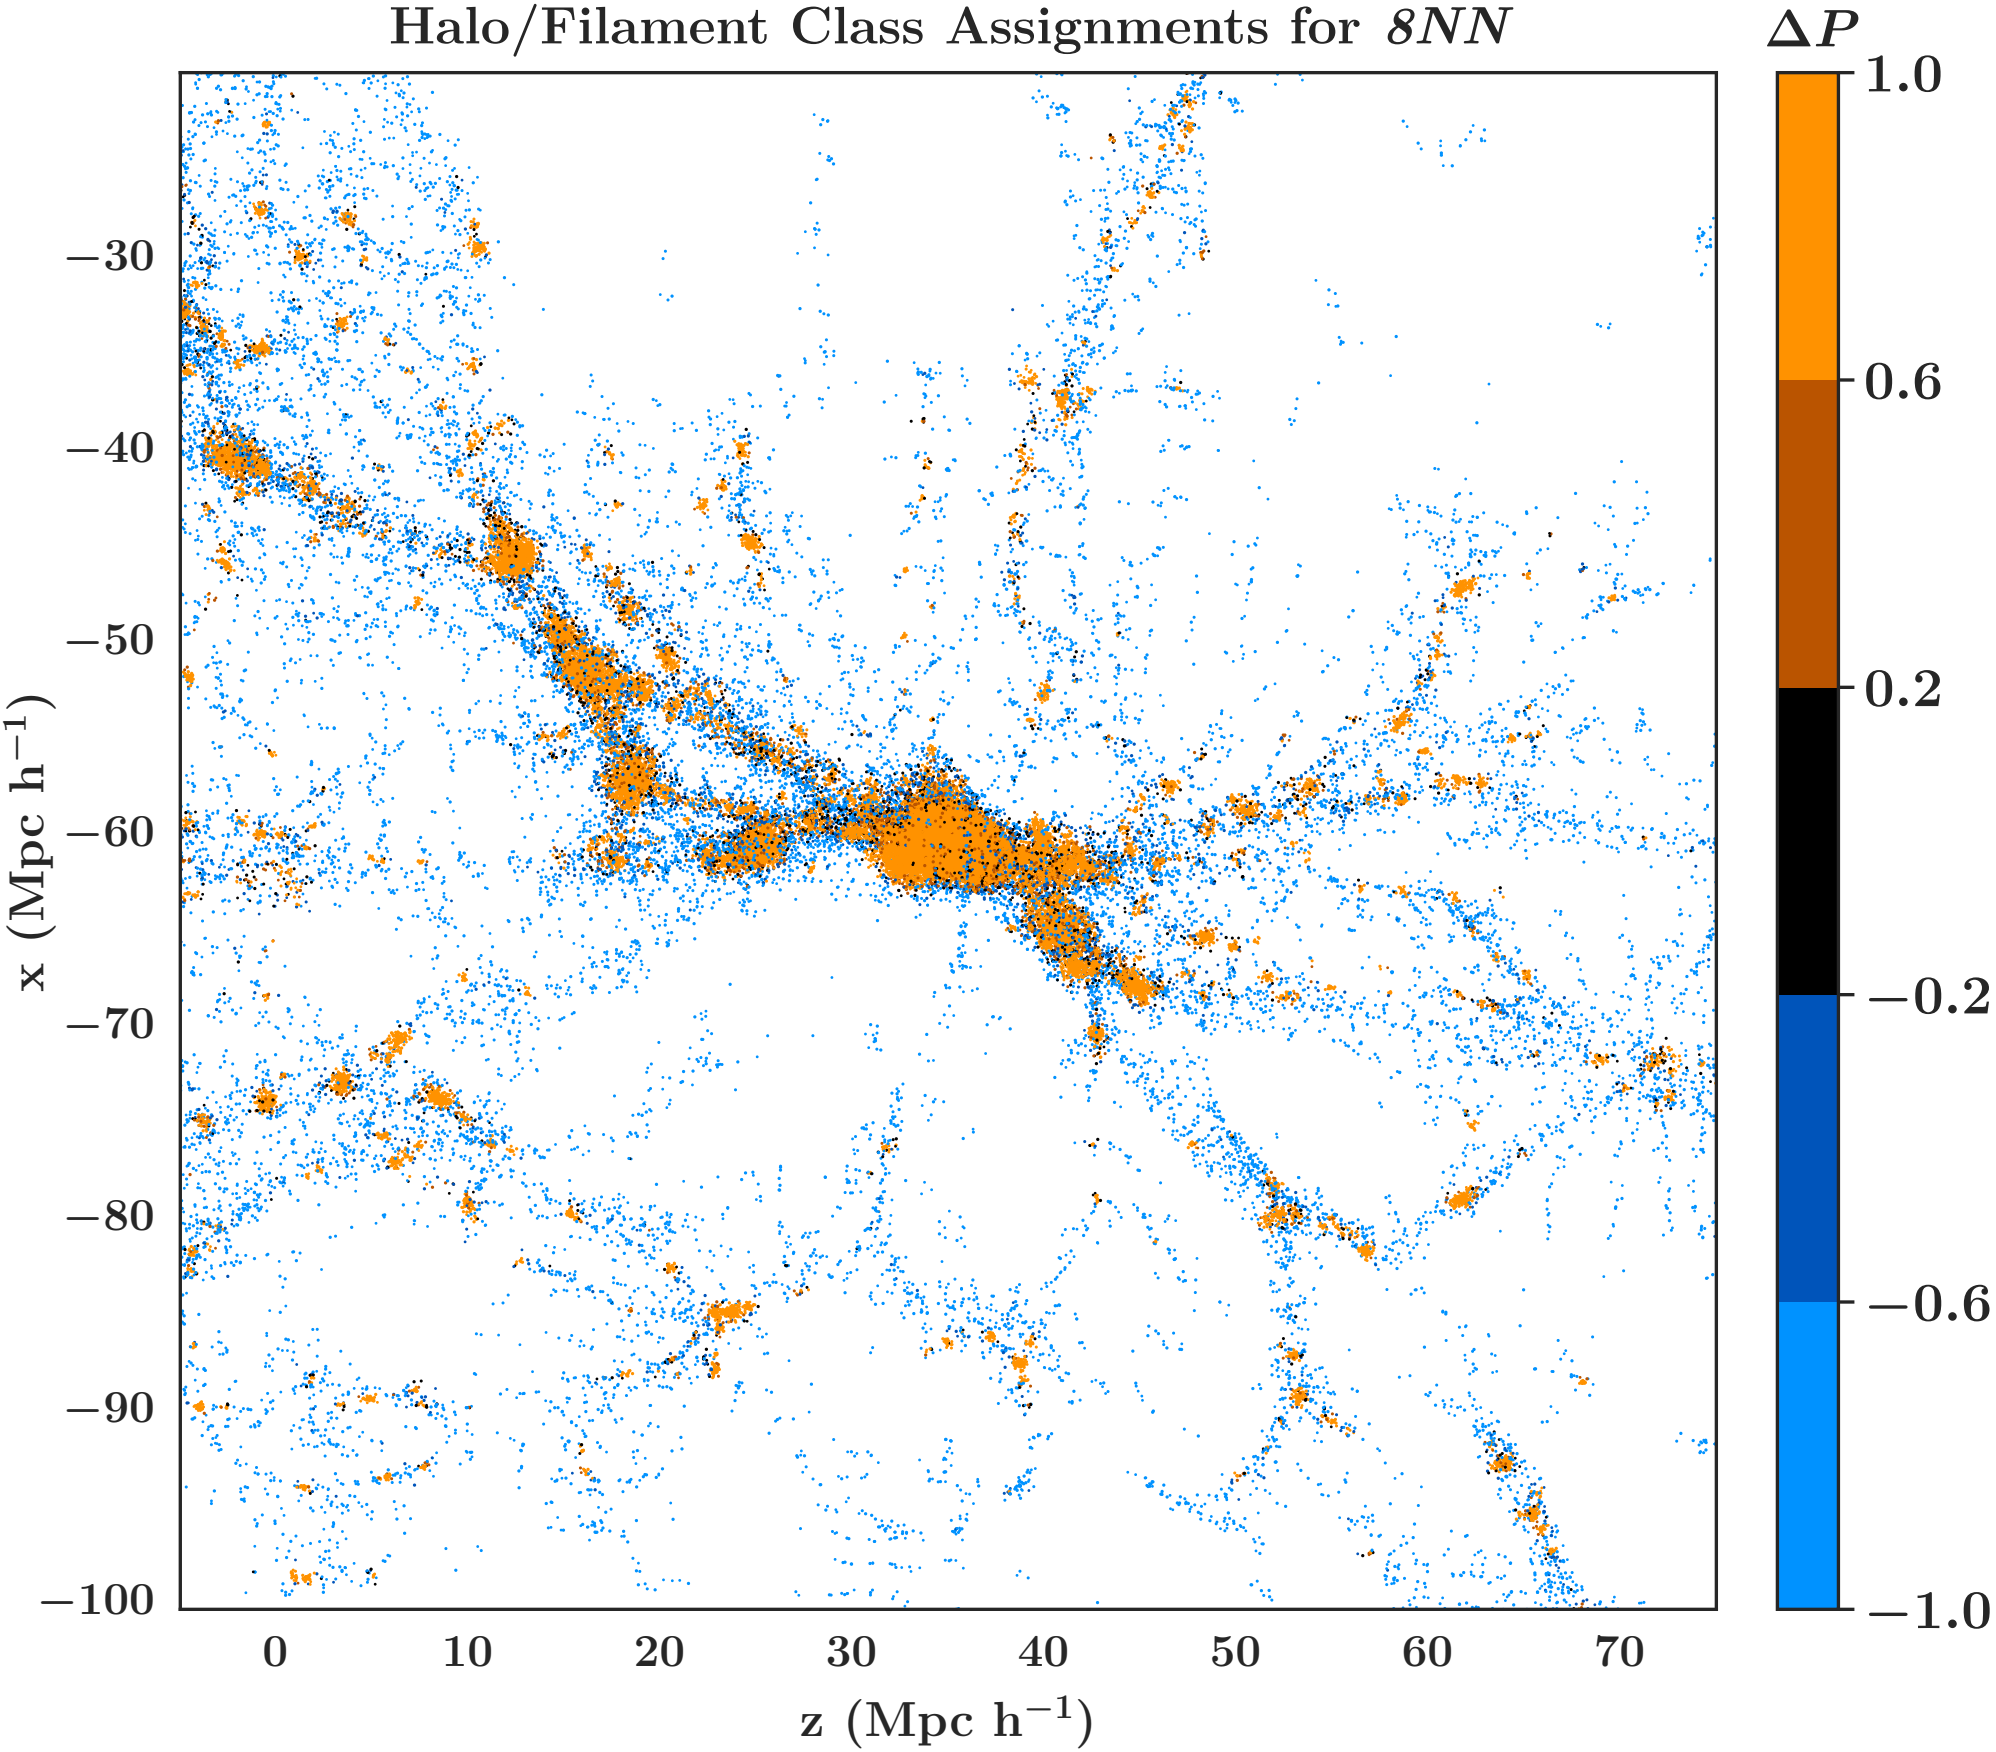 Halo/Filament Class Assignments for 8NN
ΔP
1.0
0.6
0.2
−0.2
−0.6
−1.0
x (Mpc h⁻¹)
−30
−40
−50
−60
−70
−80
−90
−100
0 10 20 30 40 50 60 70
z (Mpc h⁻¹)